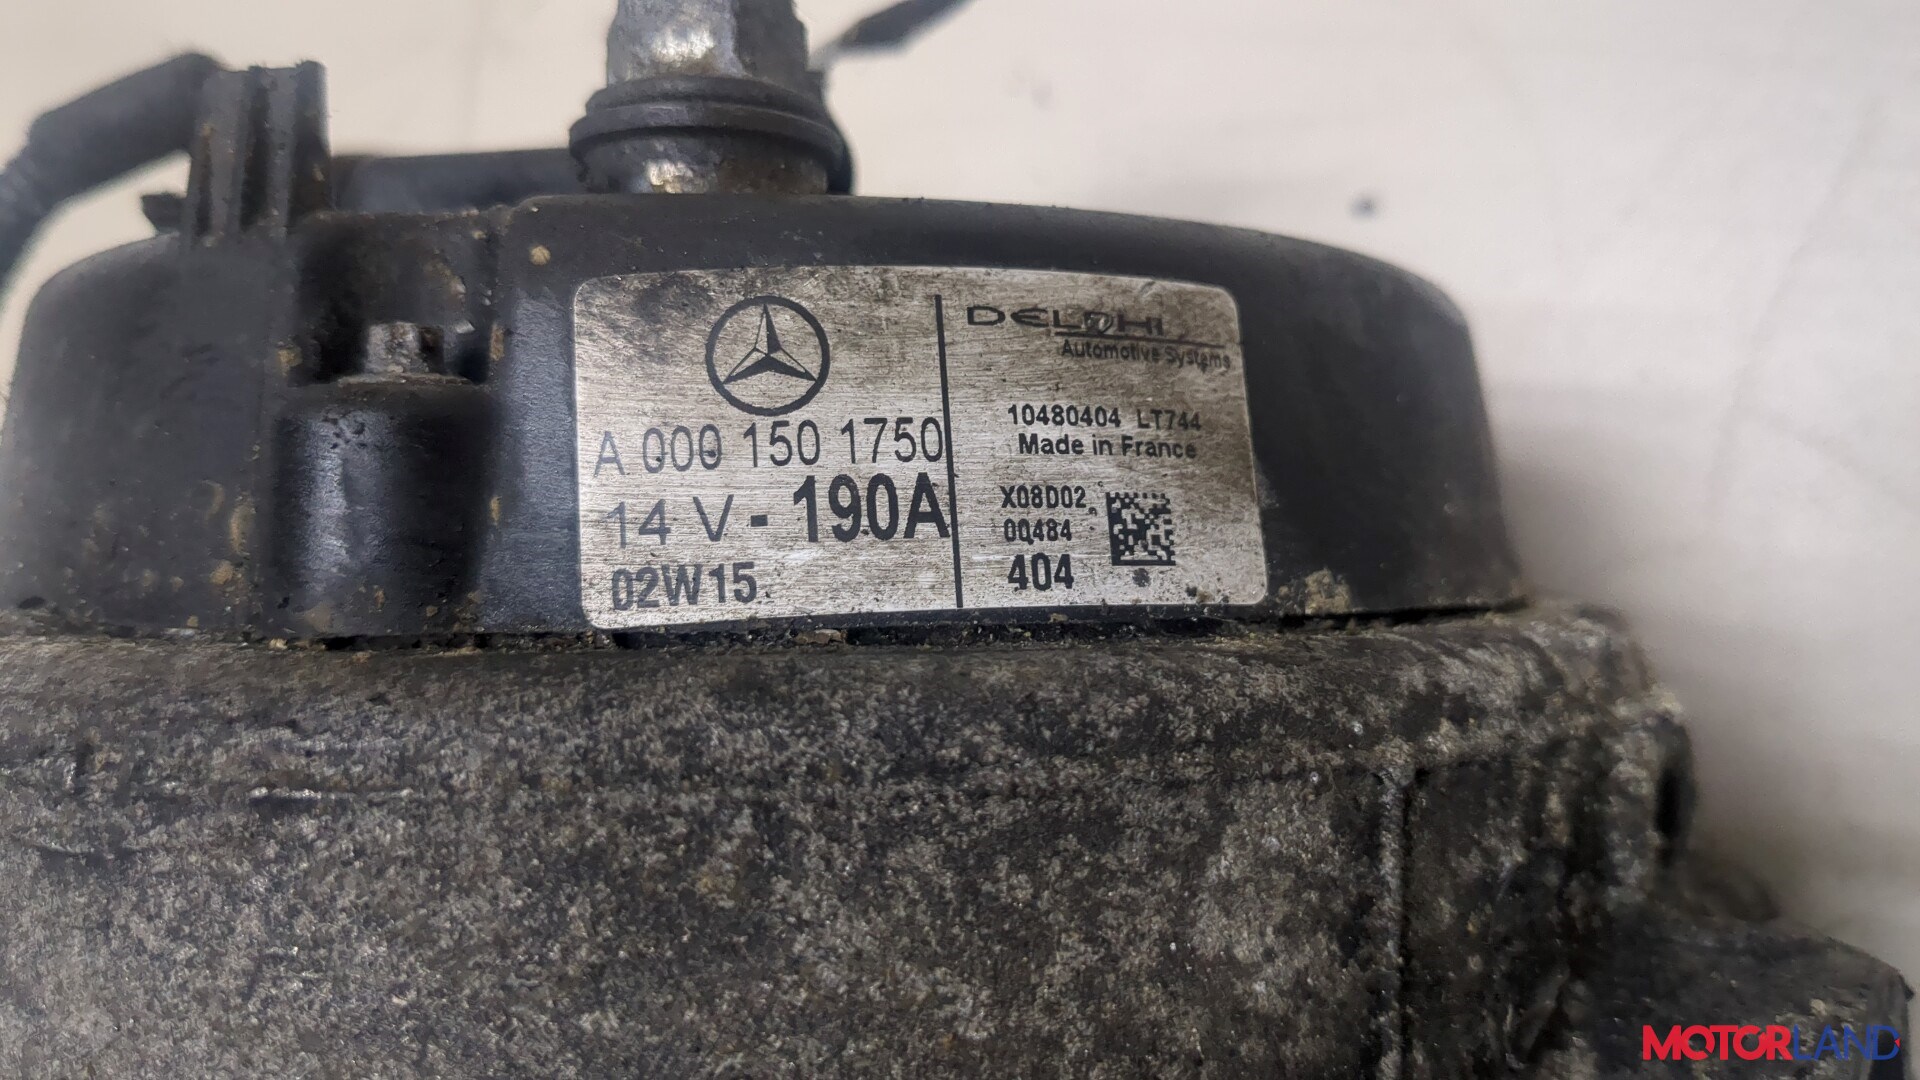 A 000 150 1750
14 V - 190A
02W15
DELPHI
Automotive Systems
10480404 LT744
Made in France
X08D02
00484
404
MOTORLAND